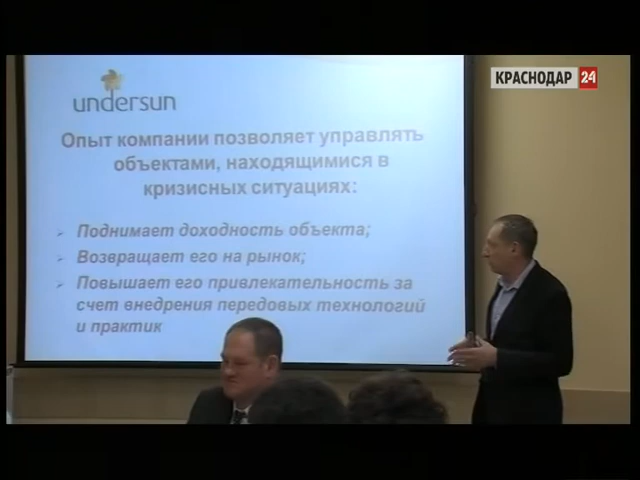 КРАСНОДАР 24
undersun
Опыт компании позволяет управлять
объектами, находящимися в
кризисных ситуациях:
Поднимает доходность объекта;
Возвращает его на рынок;
Повышает его привлекательность за
счет внедрения передовых технологий
и практик